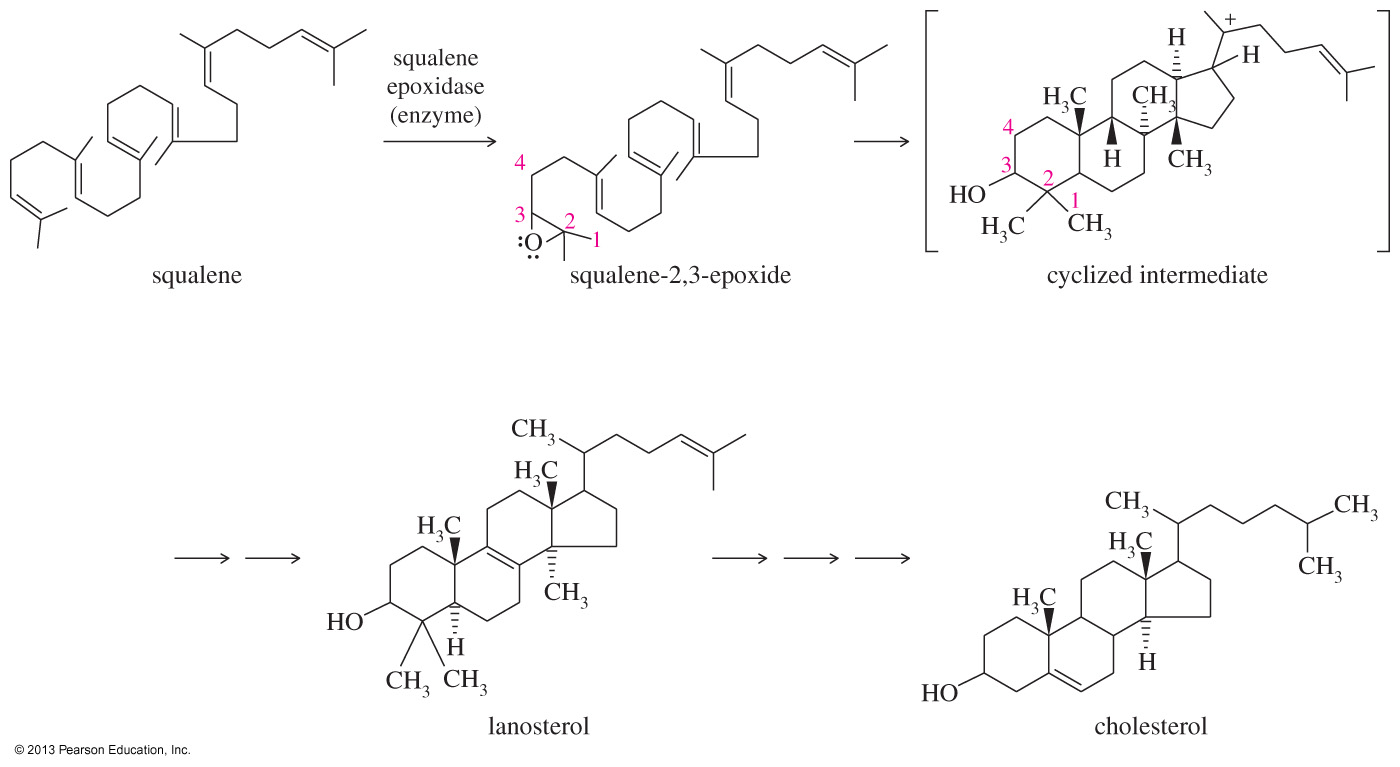 squalene
epoxidase
(enzyme)
4
3
2
1
:O
..
squalene
squalene-2,3-epoxide
+
H
H
H₃C
CH₃
4
H
CH₃
3
2
HO
1
H₃C
CH₃
cyclized intermediate
CH₃
H₃C
H₃C
CH₃
HO
H
CH₃
CH₃
lanosterol
CH₃
CH₃
H₃C
CH₃
H₃C
H
HO
cholesterol
© 2013 Pearson Education, Inc.